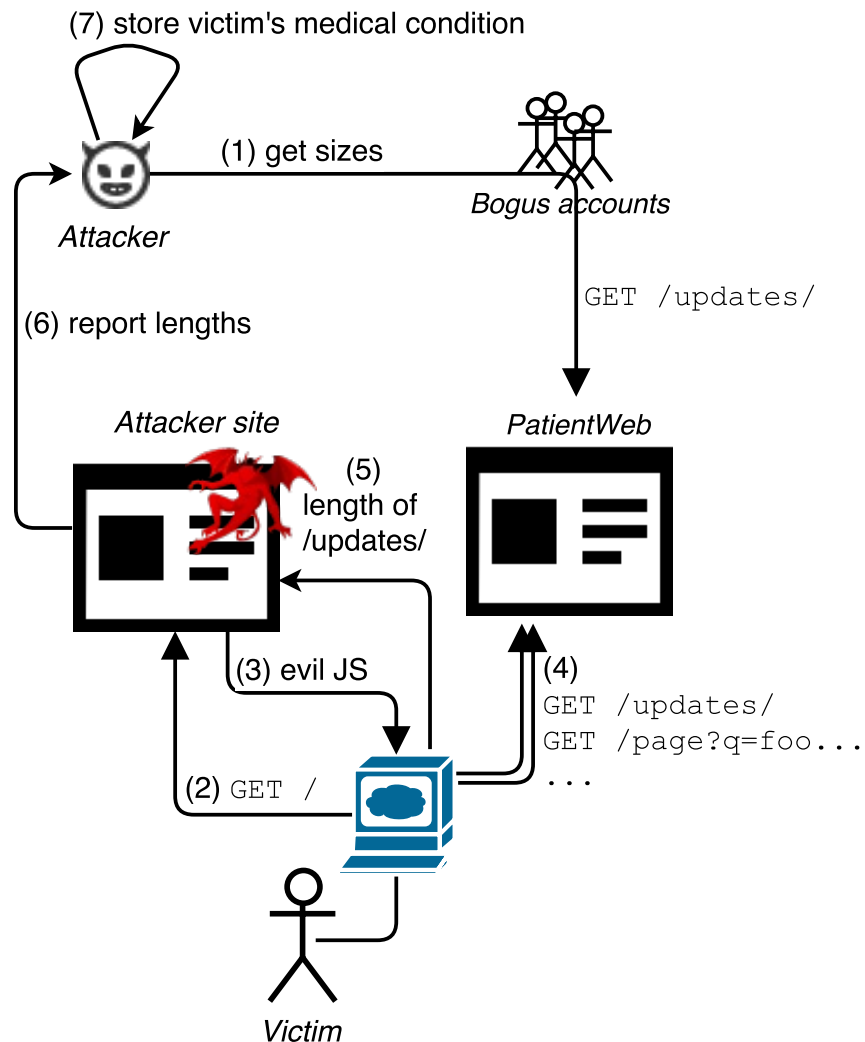 (7) store victim's medical condition
(1) get sizes
Bogus accounts
Attacker
GET /updates/
(6) report lengths
Attacker site
PatientWeb
(5)
length of
/updates/
(3) evil JS
(4)
GET /updates/
GET /page?q=foo...
...
(2) GET /
Victim